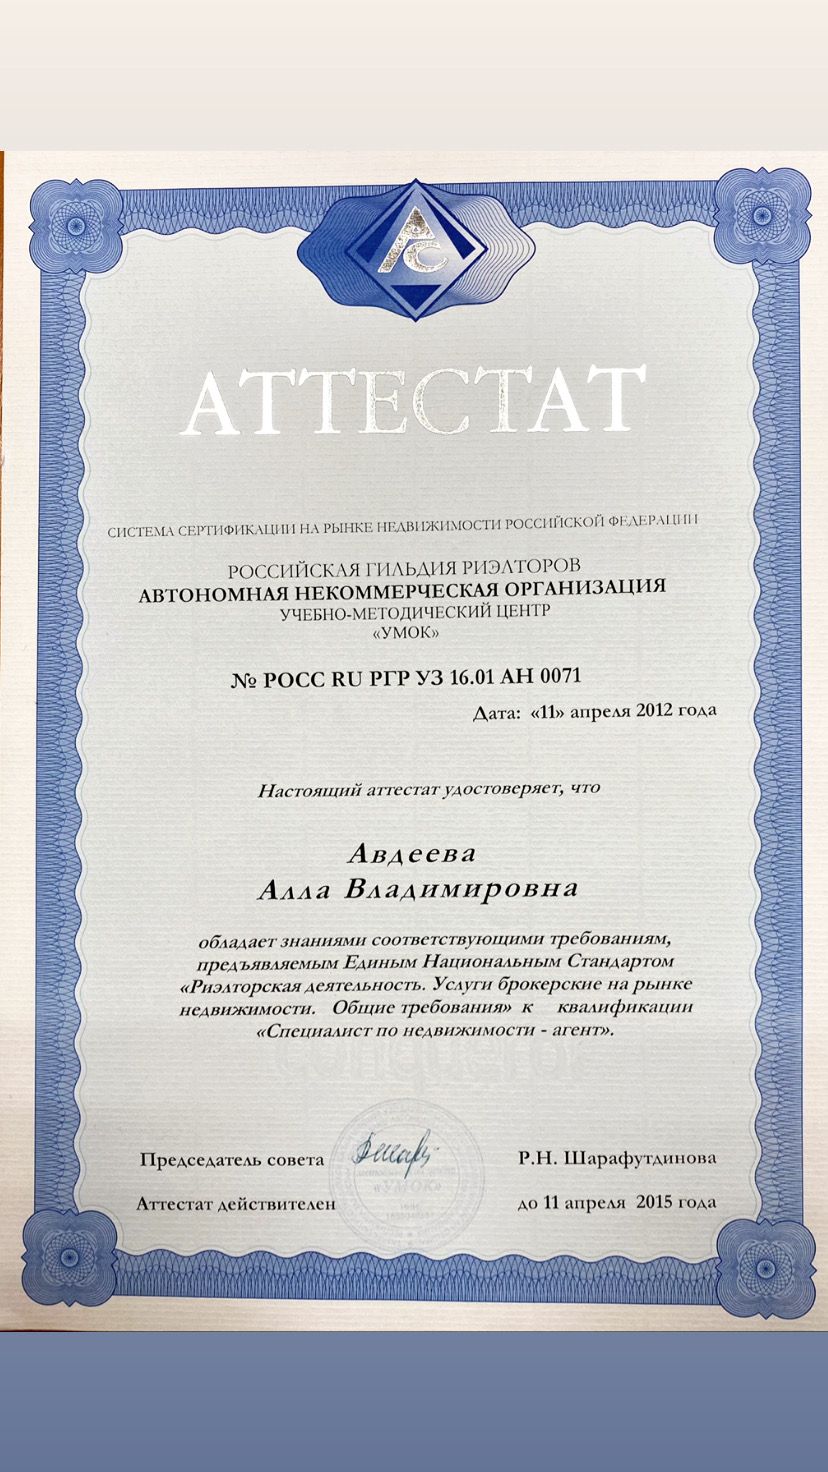 АС
АТТЕСТАТ
СИСТЕМА СЕРТИФИКАЦИИ НА РЫНКЕ НЕДВИЖИМОСТИ РОССИЙСКОЙ ФЕДЕРАЦИИ
РОССИЙСКАЯ ГИЛЬДИЯ РИЭЛТОРОВ
АВТОНОМНАЯ НЕКОММЕРЧЕСКАЯ ОРГАНИЗАЦИЯ
УЧЕБНО-МЕТОДИЧЕСКИЙ ЦЕНТР
«УМОК»
№ РОСС RU РГР УЗ 16.01 АН 0071
Дата: «11» апреля 2012 года
Настоящий аттестат удостоверяет, что
Авдеева
Алла Владимировна
обладает знаниями соответствующими требованиям,
предъявляемым Единым Национальным Стандартом
«Риэлторская деятельность. Услуги брокерские на рынке
недвижимости. Общие требования» к квалификации
«Специалист по недвижимости - агент».
Председатель совета Р.Н. Шарафутдинова
«УМОК»
Аттестат действителен до 11 апреля 2015 года